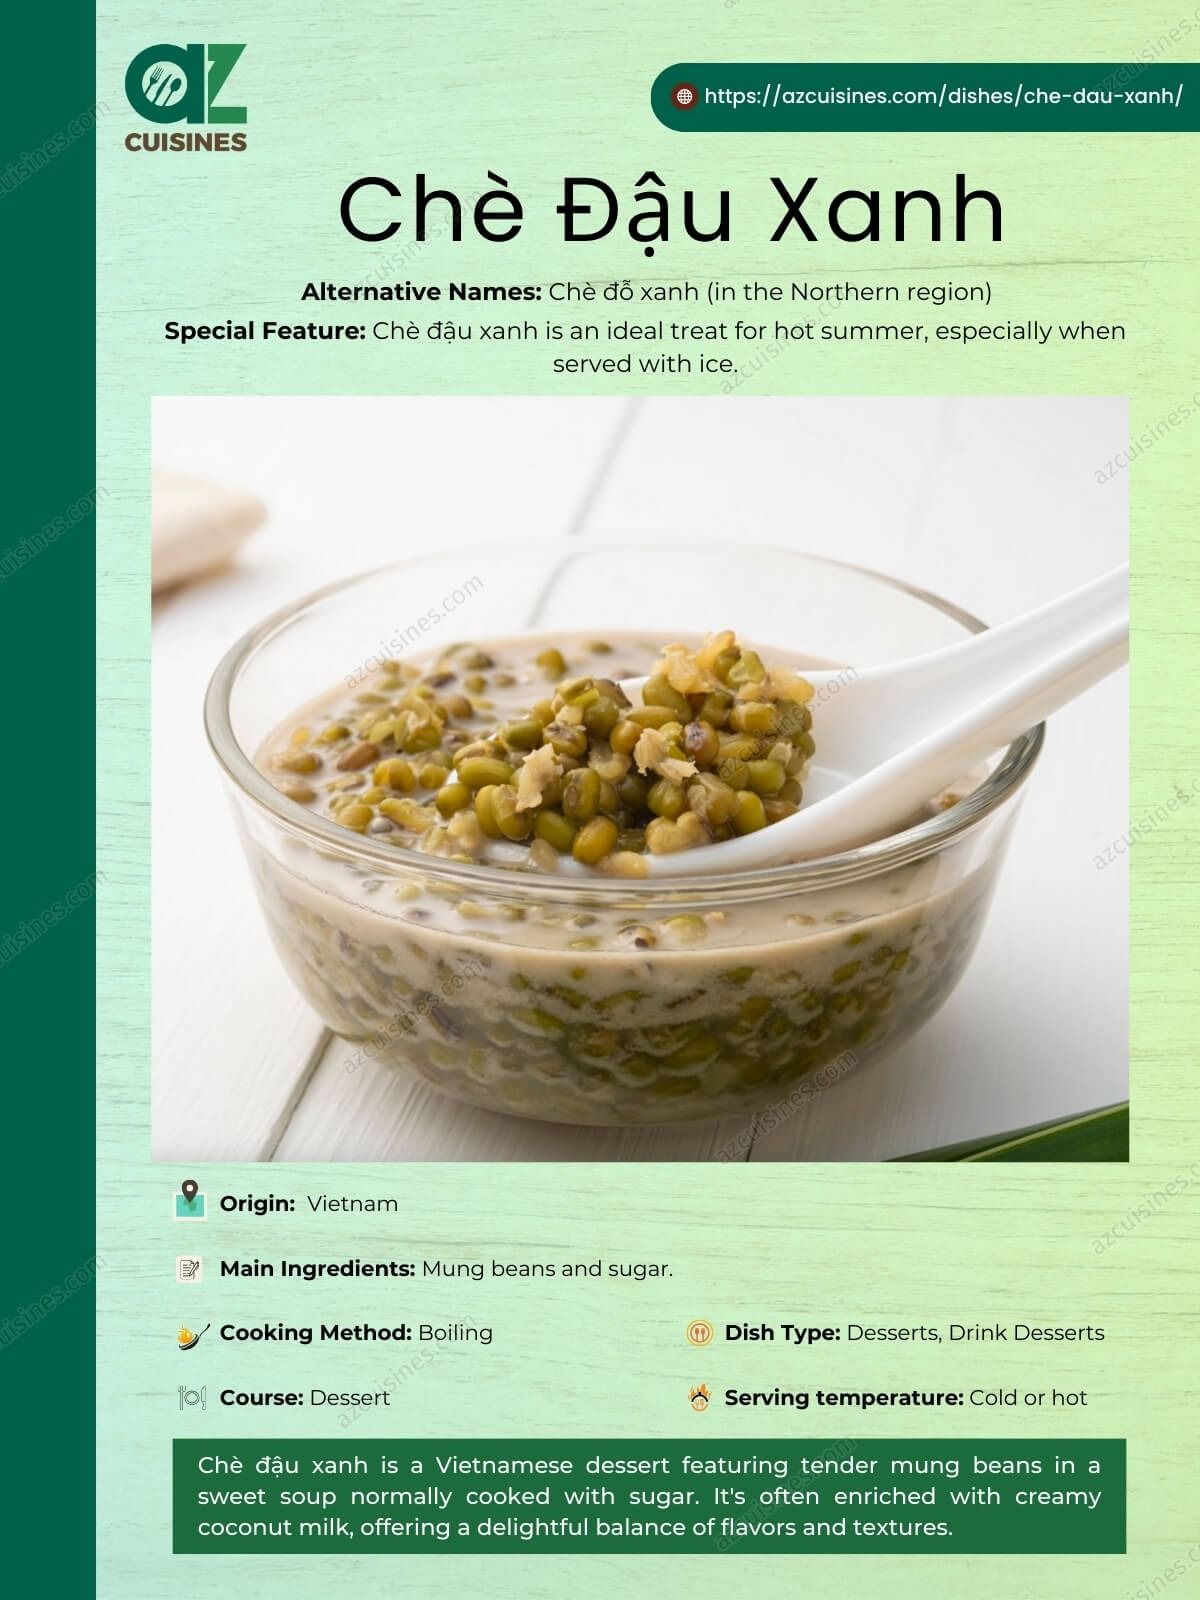 az
CUISINES
https://azcuisines.com/dishes/che-dau-xanh/
Chè Đậu Xanh
Alternative Names: Chè đỗ xanh (in the Northern region)
Special Feature: Chè đậu xanh is an ideal treat for hot summer, especially when
served with ice.
Origin: Vietnam
Main Ingredients: Mung beans and sugar.
Cooking Method: Boiling
Dish Type: Desserts, Drink Desserts
Course: Dessert
Serving temperature: Cold or hot
Chè đậu xanh is a Vietnamese dessert featuring tender mung beans in a
sweet soup normally cooked with sugar. It's often enriched with creamy
coconut milk, offering a delightful balance of flavors and textures.
azcuisines.com